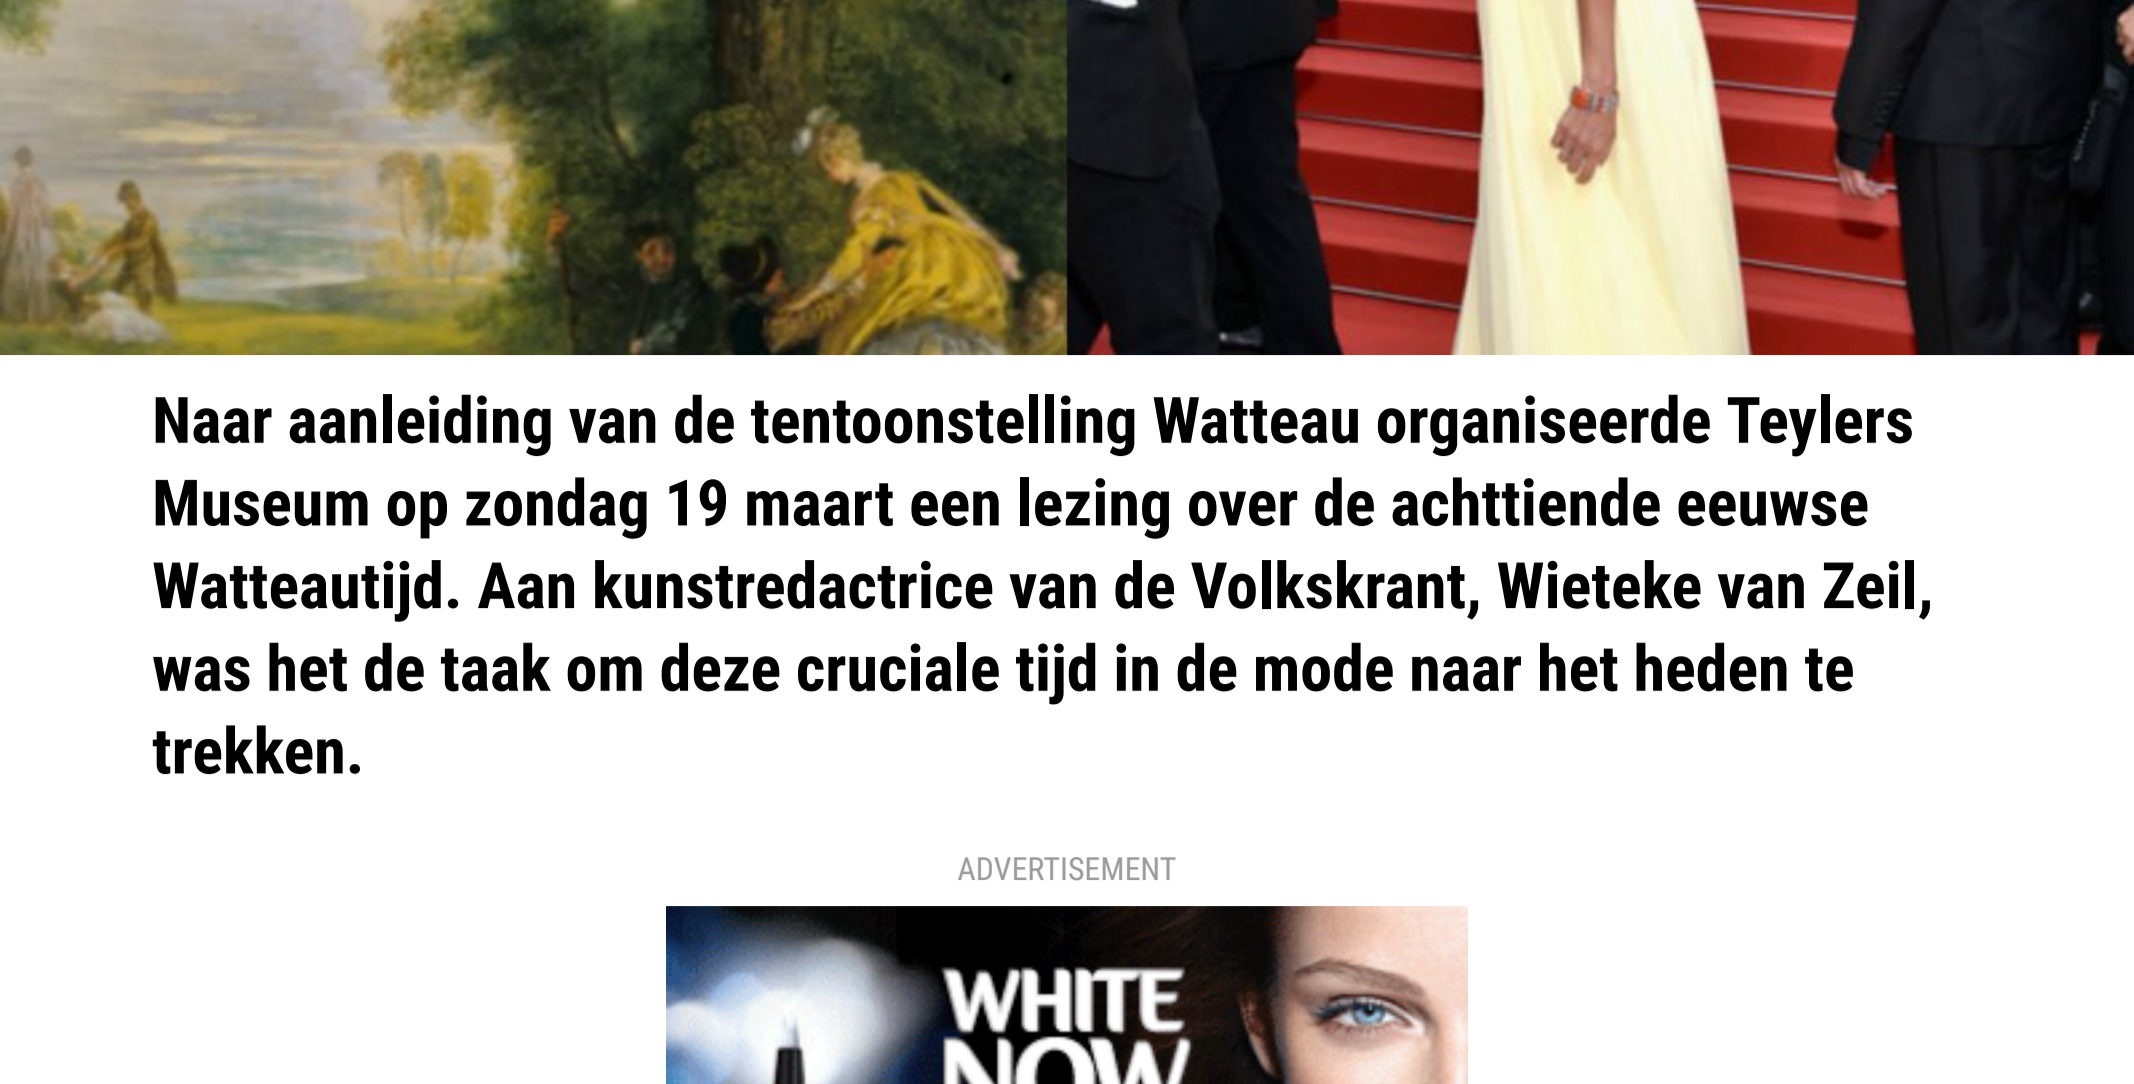 Naar aanleiding van de tentoonstelling Watteau organiseerde Teylers
Museum op zondag 19 maart een lezing over de achttiende eeuwse
Watteautijd. Aan kunstredactrice van de Volkskrant, Wieteke van Zeil,
was het de taak om deze cruciale tijd in de mode naar het heden te
trekken.
ADVERTISEMENT
WHITE
NOW